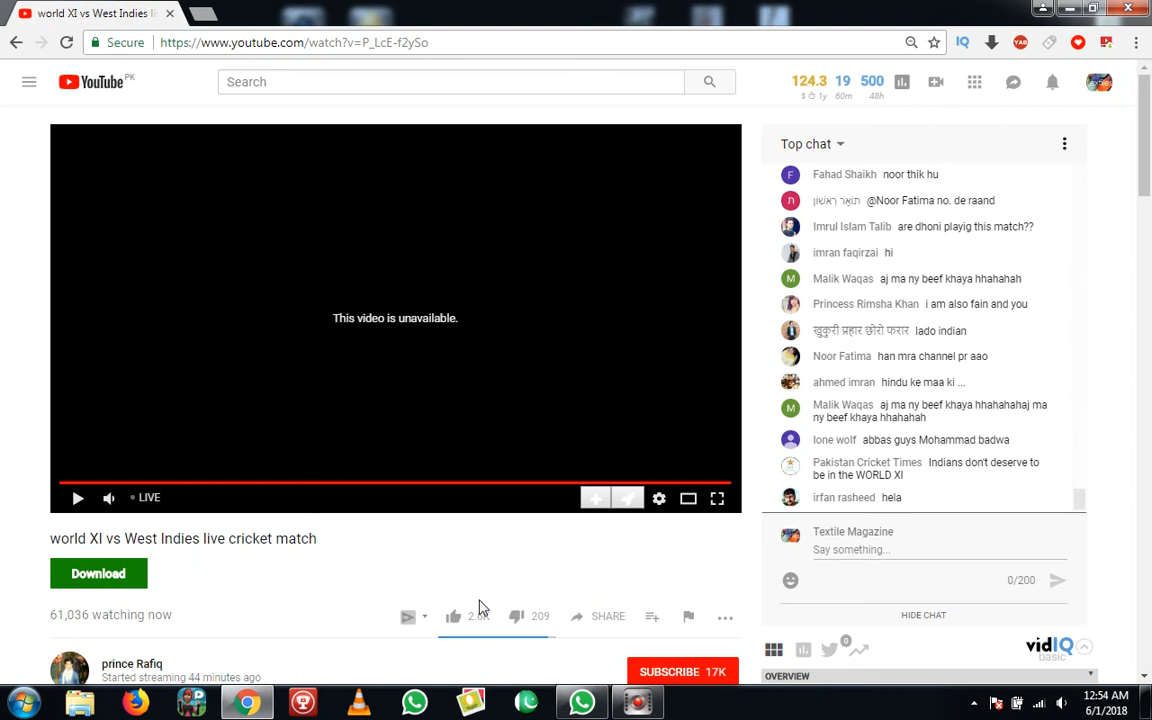 world XI vs West Indies li
Secure https://www.youtube.com/watch?v=P_LcE-f2ySo
IQ
YAB
YouTube PK
Search
124.3 19 500
$ 1y 60m 48h
Top chat
F Fahad Shaikh noor thik hu
ת תוֹאָר רִאשׁוֹן @Noor Fatima no. de raand
Imrul Islam Talib are dhoni playig this match??
imran faqirzai hi
M Malik Waqas aj ma ny beef khaya hhahahah
Princess Rimsha Khan i am also fain and you
खुकुरी प्रहार छोरो फरार lado indian
Noor Fatima han mra channel pr aao
ahmed imran hindu ke maa ki ...
M Malik Waqas aj ma ny beef khaya hhahahahaj ma
ny beef khaya hhahahah
lone wolf abbas guys Mohammad badwa
Pakistan Cricket Times Indians don't deserve to
be in the WORLD XI
irfan rasheed hela
This video is unavailable.
LIVE
Textile Magazine
Say something...
0/200
HIDE CHAT
world XI vs West Indies live cricket match
Download
61,036 watching now
209
SHARE
0
vidIQ
basic
OVERVIEW
prince Rafiq
Started streaming 44 minutes ago
SUBSCRIBE 17K
12:54 AM
6/1/2018